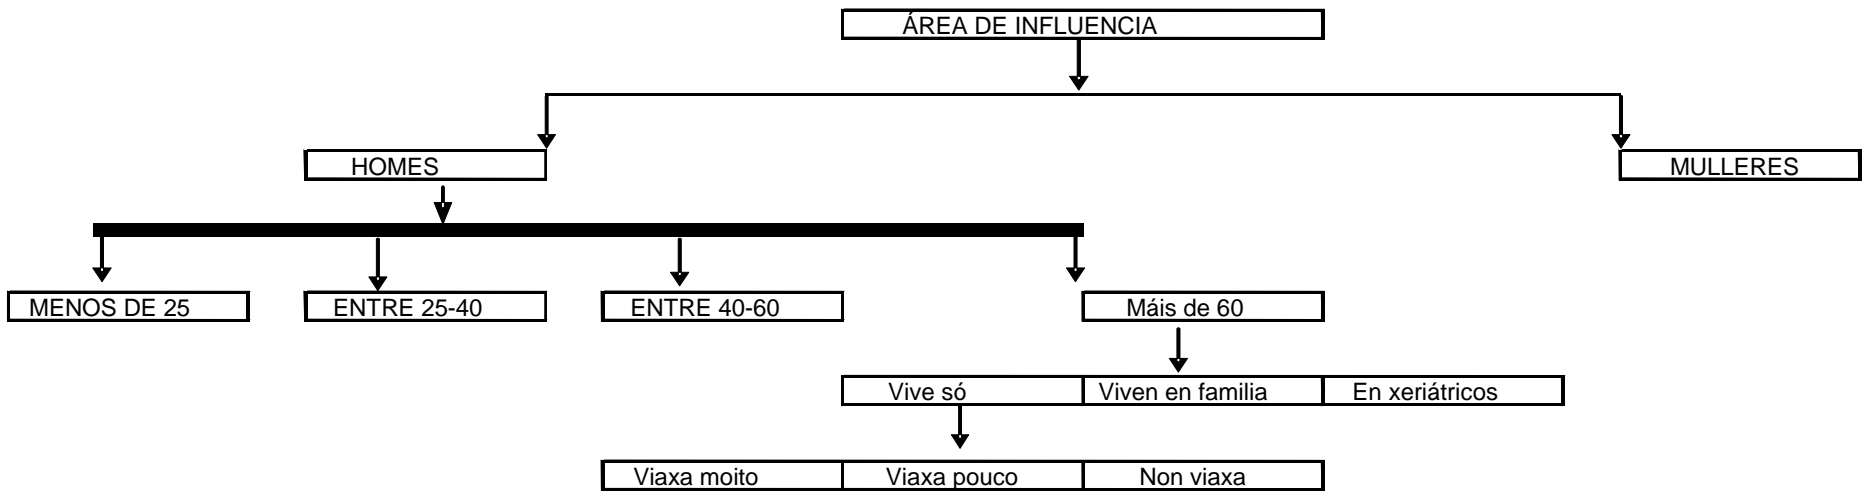 ÁREA DE INFLUENCIA
HOMES
MULLERES
MENOS DE 25
ENTRE 25-40
ENTRE 40-60
Máis de 60
Vive só
Viven en familia
En xeriátricos
Viaxa moito
Viaxa pouco
Non viaxa